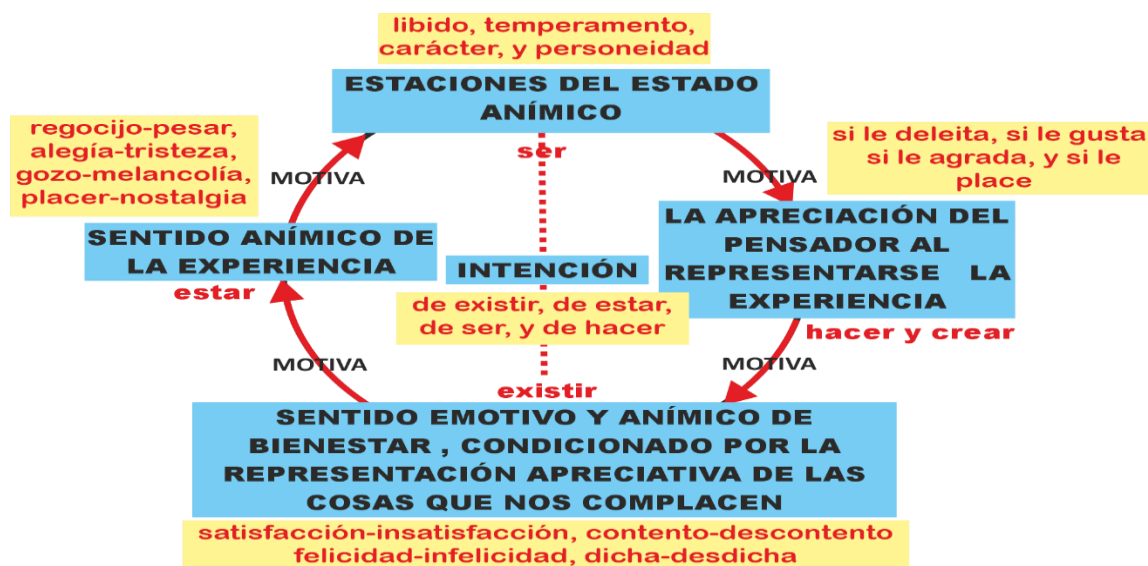 libido, temperamento,
carácter, y personeidad
ESTACIONES DEL ESTADO
ANÍMICO
ser
regocijo-pesar,
alegía-tristeza,
gozo-melancolía,
placer-nostalgia
MOTIVA
SENTIDO ANÍMICO DE
LA EXPERIENCIA
estar
si le deleita, si le gusta
si le agrada, y si le
place
MOTIVA
LA APRECIACIÓN DEL
PENSADOR AL
REPRESENTARSE LA
EXPERIENCIA
hacer y crear
INTENCIÓN
de existir, de estar,
de ser, y de hacer
MOTIVA
MOTIVA
existir
SENTIDO EMOTIVO Y ANÍMICO DE
BIENESTAR , CONDICIONADO POR LA
REPRESENTACIÓN APRECIATIVA DE LAS
COSAS QUE NOS COMPLACEN
satisfacción-insatisfacción, contento-descontento
felicidad-infelicidad, dicha-desdicha